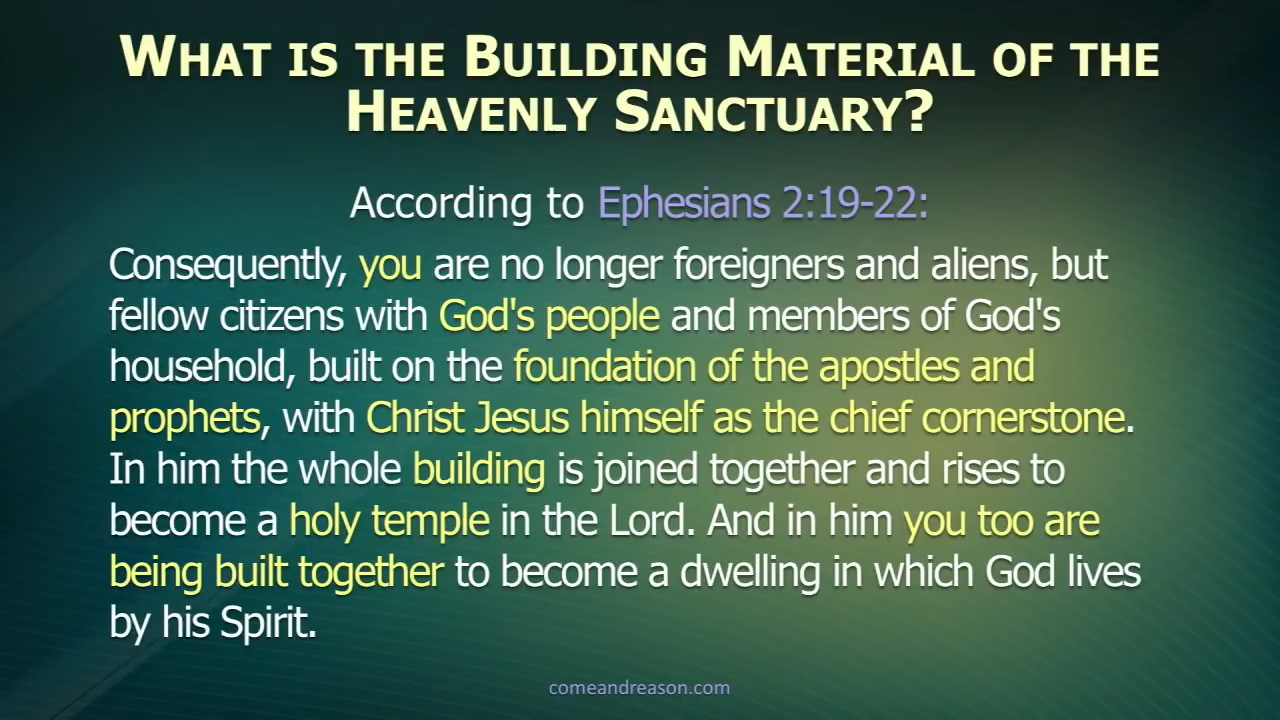 WHAT IS THE BUILDING MATERIAL OF THE
HEAVENLY SANCTUARY?
According to Ephesians 2:19-22:
Consequently, you are no longer foreigners and aliens, but
fellow citizens with God's people and members of God's
household, built on the foundation of the apostles and
prophets, with Christ Jesus himself as the chief cornerstone.
In him the whole building is joined together and rises to
become a holy temple in the Lord. And in him you too are
being built together to become a dwelling in which God lives
by his Spirit.
comeandreason.com